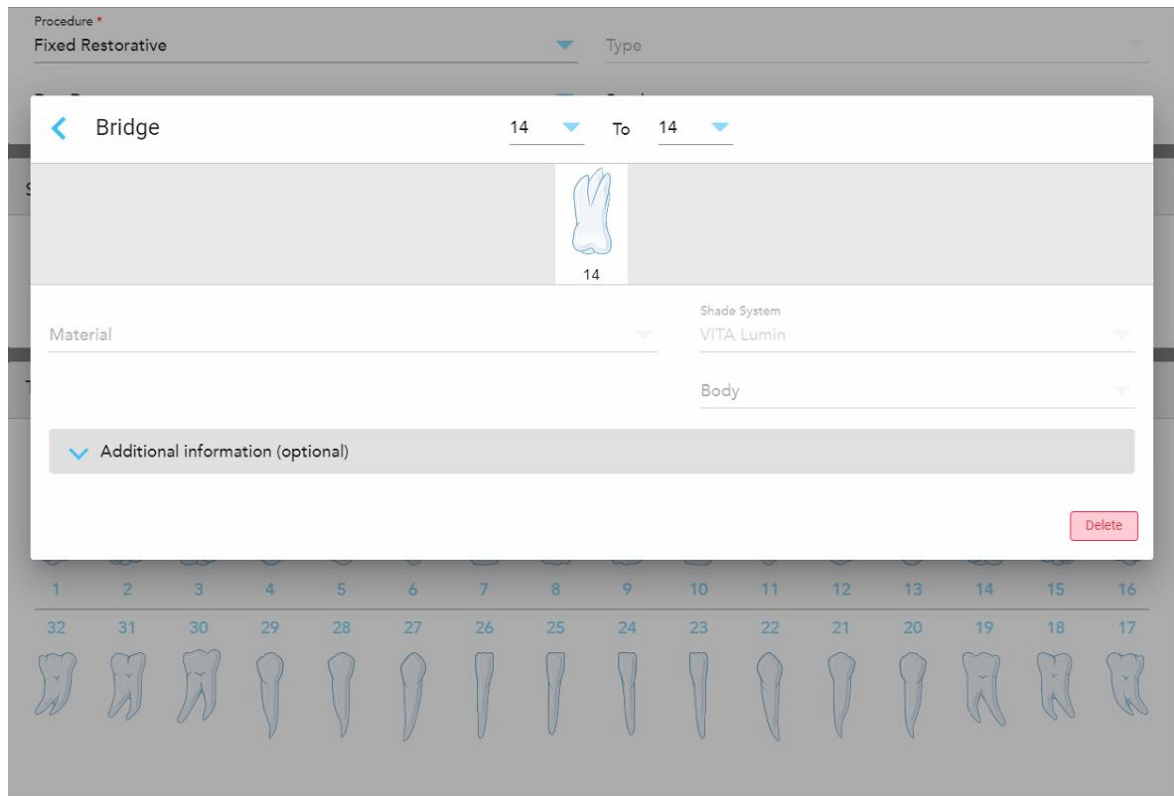 Procedure *
Fixed Restorative
Type
Bridge
14 To 14
14
Material
Shade System
VITA Lumin
Body
Additional information (optional)
Delete
1 2 3 4 5 6 7 8 9 10 11 12 13 14 15 16
32 31 30 29 28 27 26 25 24 23 22 21 20 19 18 17